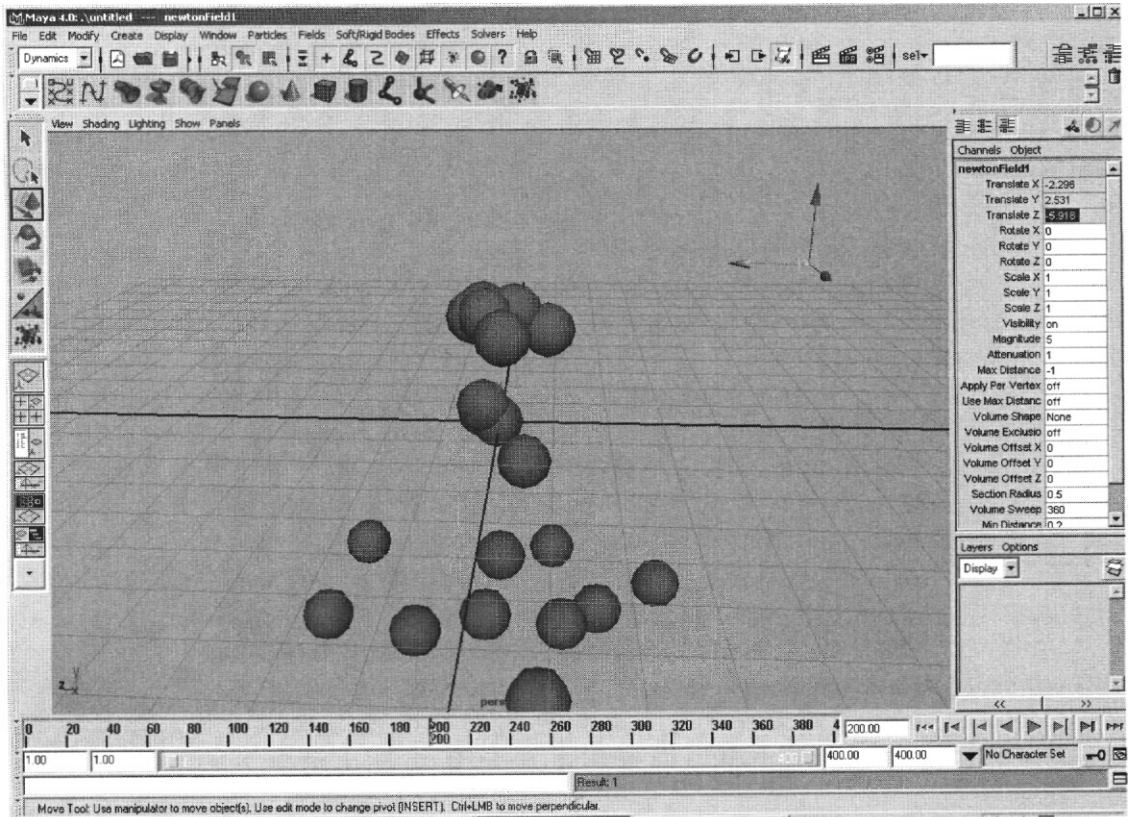 Maya 4.0: .\untitled --- newtonField1
File Edit Modify Create Display Window Particles Fields Soft/Rigid Bodies Effects Solvers Help
Dynamics sel
View Shading Lighting Show Panels
Channels Object
newtonField1
Translate X -2.296
Translate Y 2.531
Translate Z -5.918
Rotate X 0
Rotate Y 0
Rotate Z 0
Scale X 1
Scale Y 1
Scale Z 1
Visibility on
Magnitude 5
Attenuation 1
Max Distance -1
Apply Per Vertex off
Use Max Distanc off
Volume Shape None
Volume Exclusio off
Volume Offset X 0
Volume Offset Y 0
Volume Offset Z 0
Section Radius 0.5
Volume Sweep 360
Min Distance 0.2
Layers Options
Display
z y x
persp
<< >>
0 20 40 60 80 100 120 140 160 180 200 220 240 260 280 300 320 340 360 380 4 200.00
200
1.00 1.00 400 400.00 400.00 No Character Set
Result: 1
Move Tool: Use manipulator to move object(s). Use edit mode to change pivot (INSERT). Ctrl+LMB to move perpendicular.